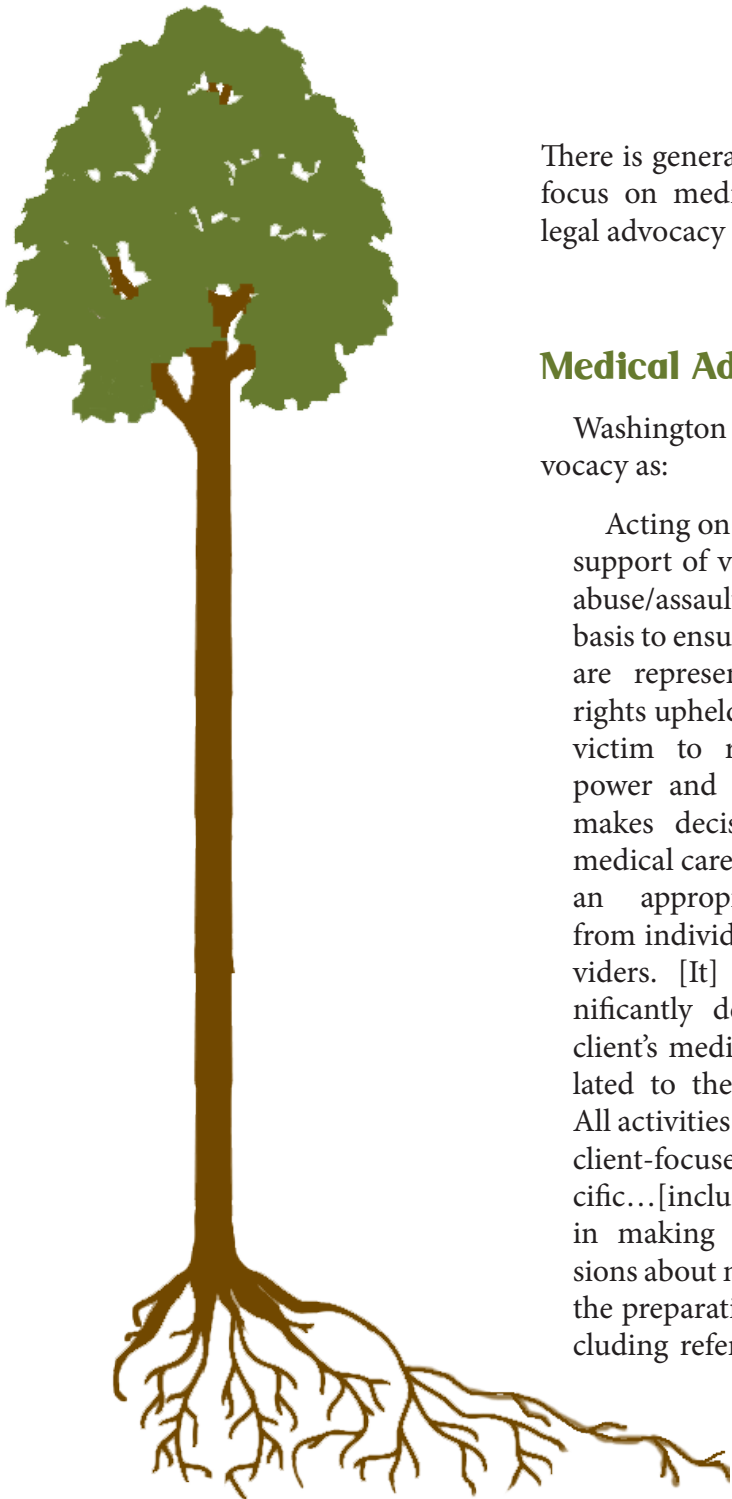 There is genera
focus on medi
legal advocacy
Medical Ad
Washington
vocacy as:
Acting on
support of v
abuse/assaul
basis to ensu
are represen
rights upheld
victim to r
power and
makes decis
medical care
an appropr
from individ
viders. [It]
nificantly de
client’s medi
lated to the
All activities
client-focuse
cific…[inclu
in making
sions about n
the preparati
cluding refer